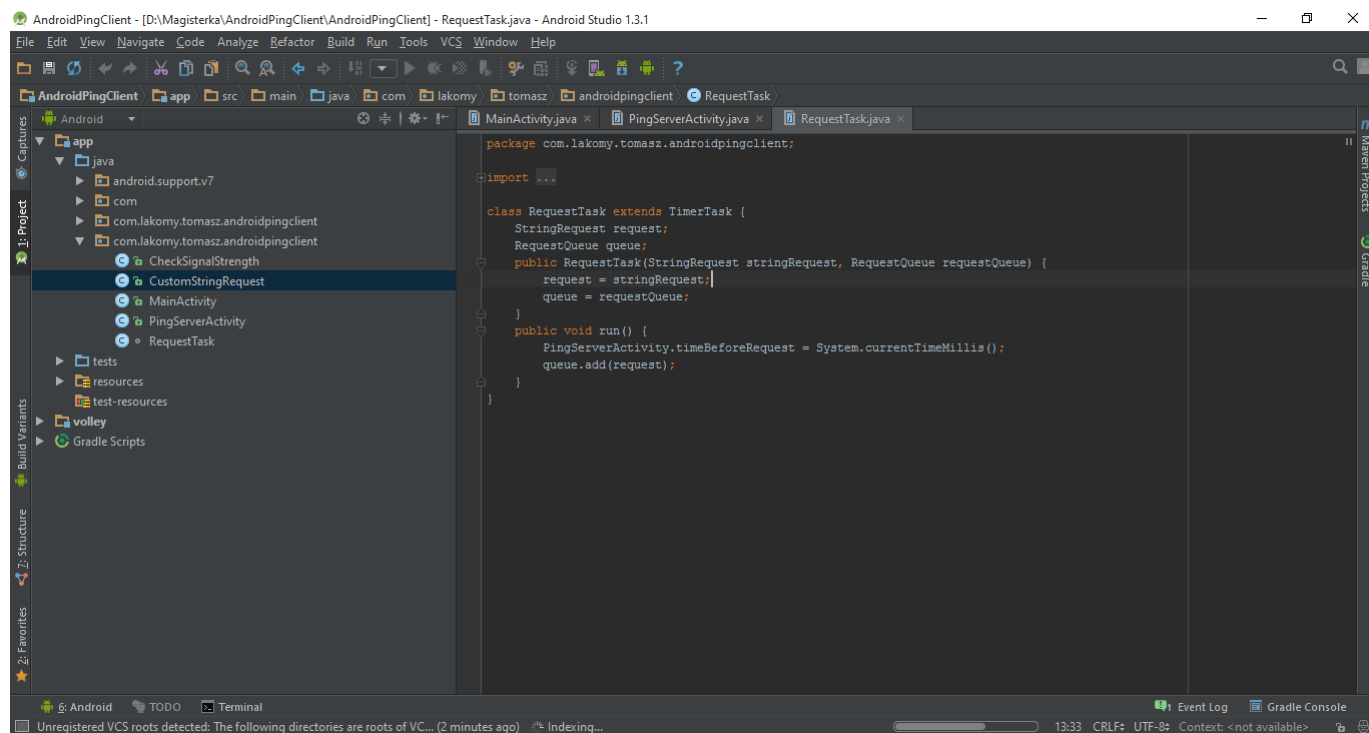 AndroidPingClient - [D:\Magisterka\AndroidPingClient\AndroidPingClient] - RequestTask.java - Android Studio 1.3.1
File Edit View Navigate Code Analyze Refactor Build Run Tools VCS Window Help
AndroidPingClient app src main java com lakomy tomasz androidpingclient RequestTask
Android
MainActivity.java PingServerActivity.java RequestTask.java
Captures
1: Project
Build Variants
7: Structure
2: Favorites
app
java
android.support.v7
com
com.lakomy.tomasz.androidpingclient
com.lakomy.tomasz.androidpingclient
CheckSignalStrength
CustomStringRequest
MainActivity
PingServerActivity
RequestTask
tests
resources
test-resources
volley
Gradle Scripts
package com.lakomy.tomasz.androidpingclient;
import ...
class RequestTask extends TimerTask {
StringRequest request;
RequestQueue queue;
public RequestTask(StringRequest stringRequest, RequestQueue requestQueue) {
request = stringRequest;
queue = requestQueue;
}
public void run() {
PingServerActivity.timeBeforeRequest = System.currentTimeMillis();
queue.add(request);
}
}
Maven Projects
Gradle
6: Android TODO Terminal
1 Event Log Gradle Console
Unregistered VCS roots detected: The following directories are roots of VC... (2 minutes ago) Indexing... 13:33 CRLF UTF-8 Context: <not available>